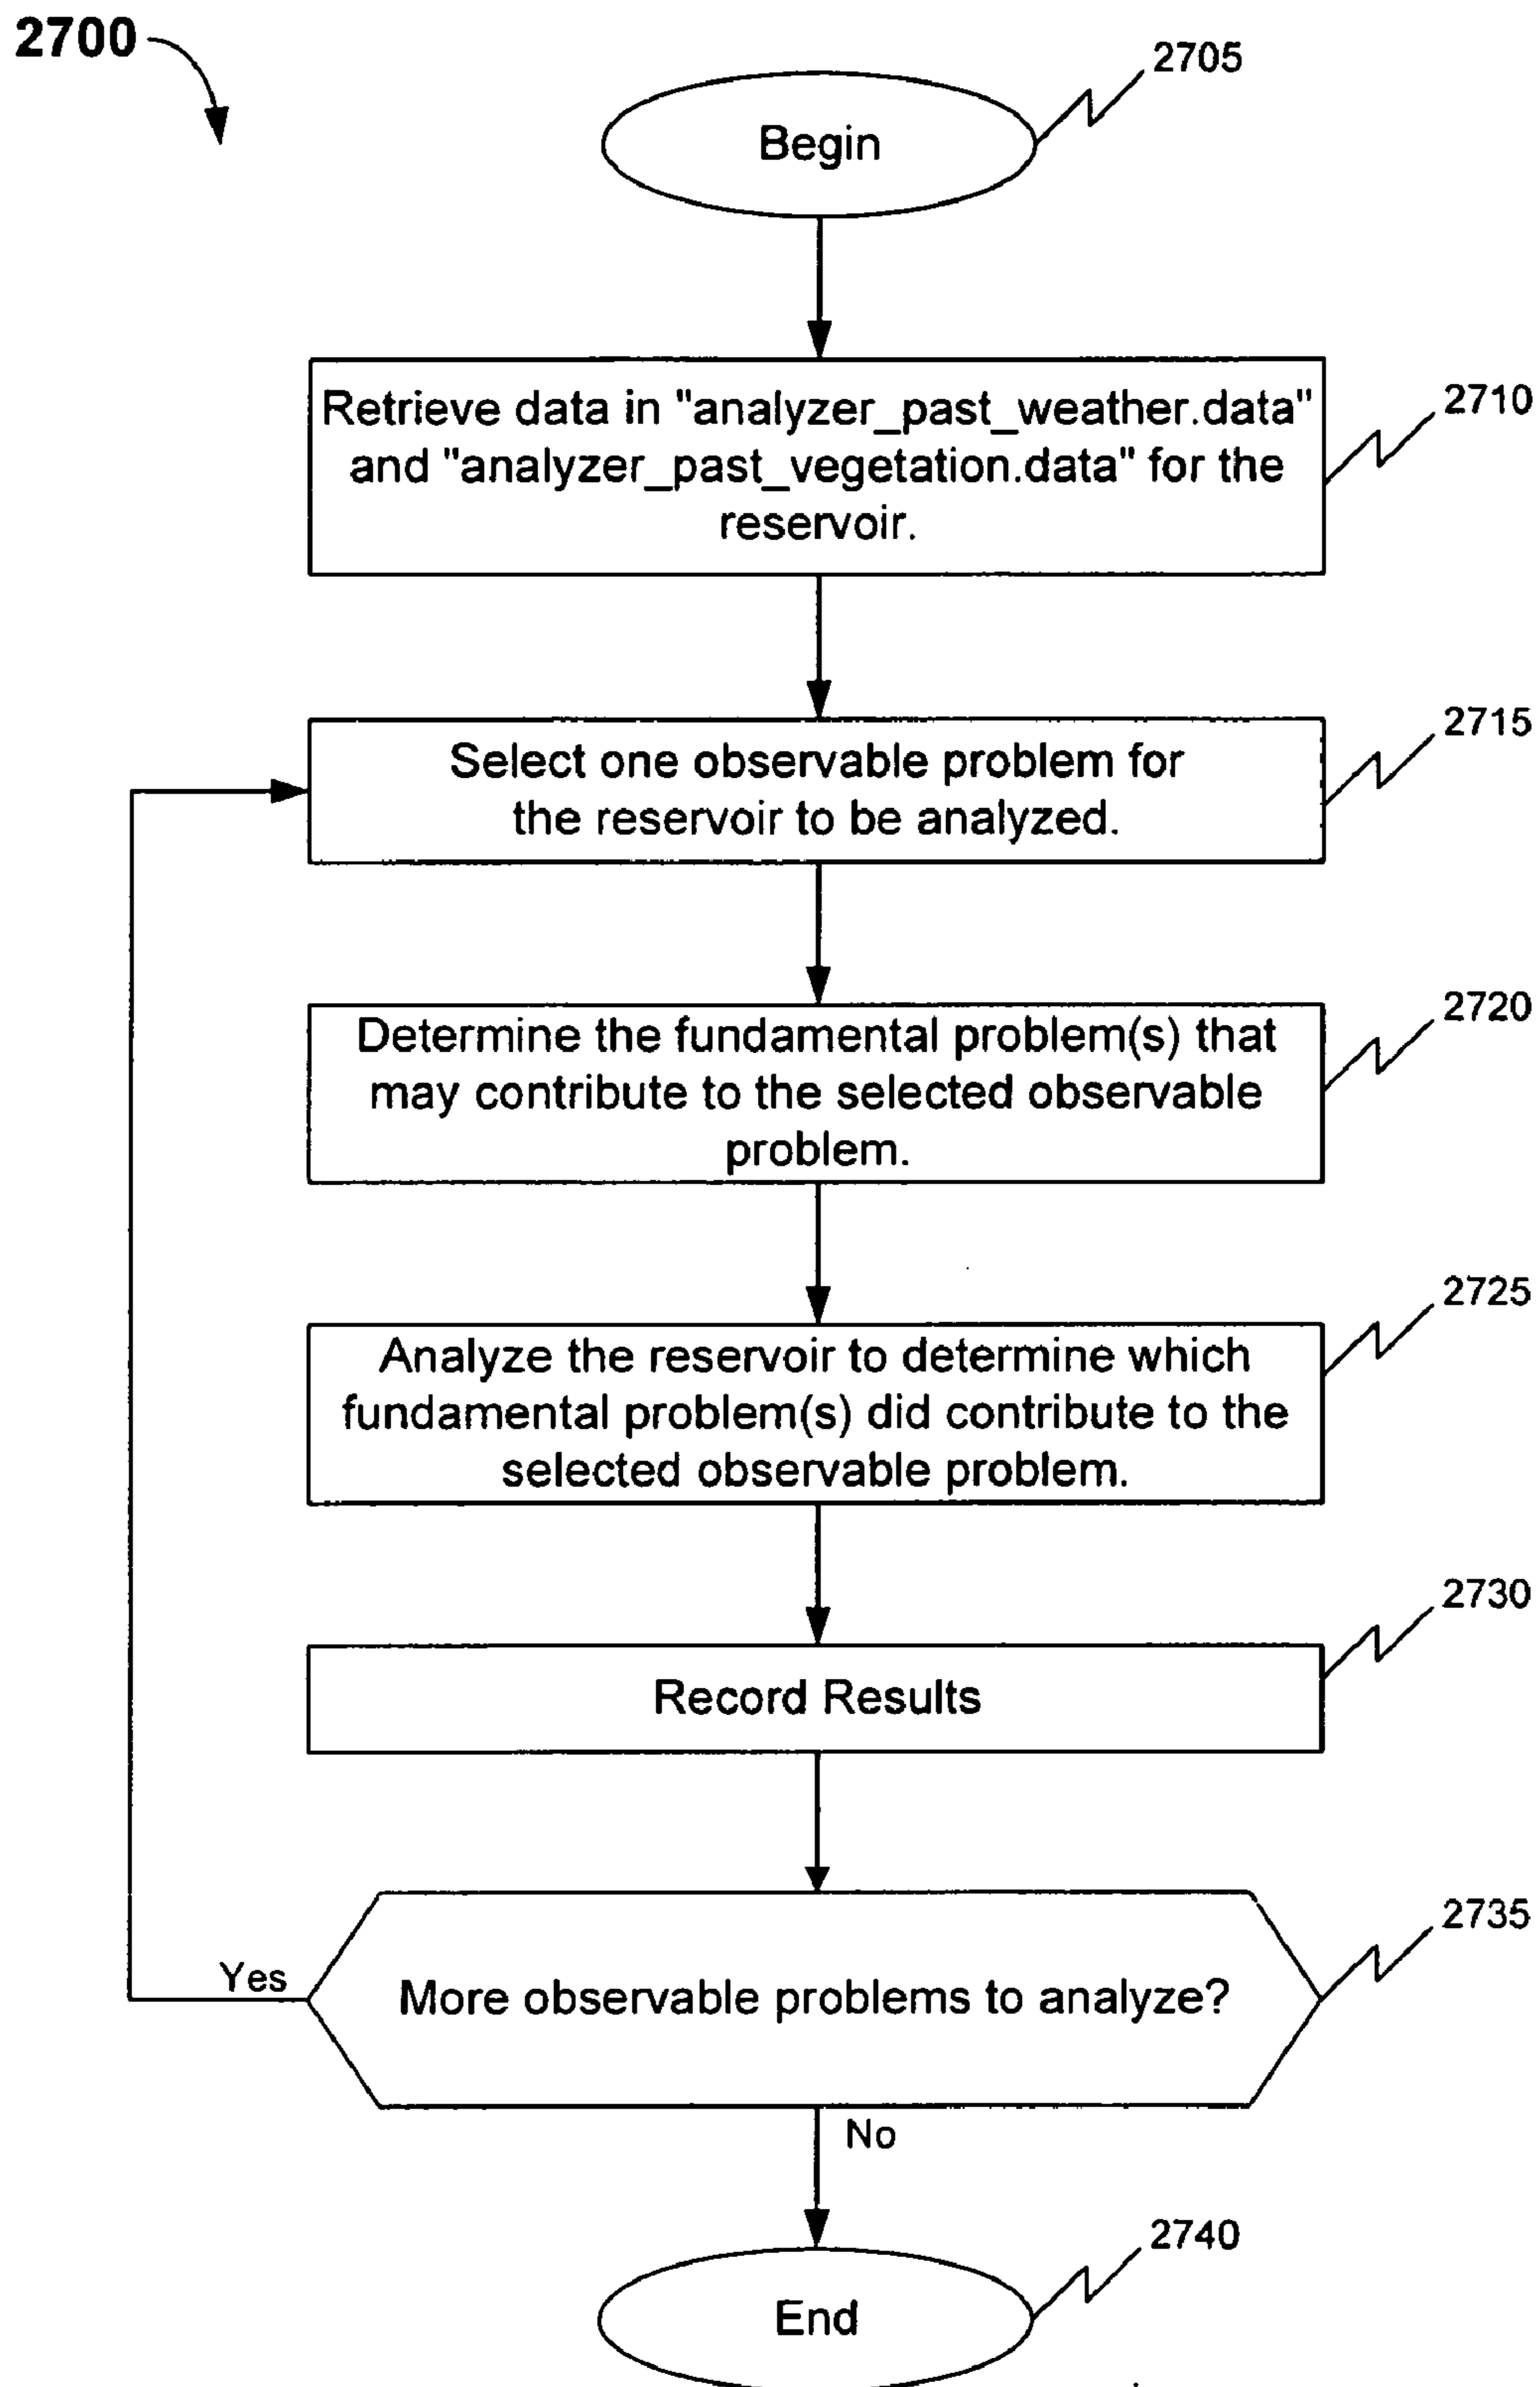 2700
2705
Begin
Retrieve data in "analyzer_past_weather.data"
and "analyzer_past_vegetation.data" for the
reservoir.
2710
Select one observable problem for
the reservoir to be analyzed.
2715
Determine the fundamental problem(s) that
may contribute to the selected observable
problem.
2720
Analyze the reservoir to determine which
fundamental problem(s) did contribute to the
selected observable problem.
2725
Record Results
2730
More observable problems to analyze?
2735
Yes
No
End
2740